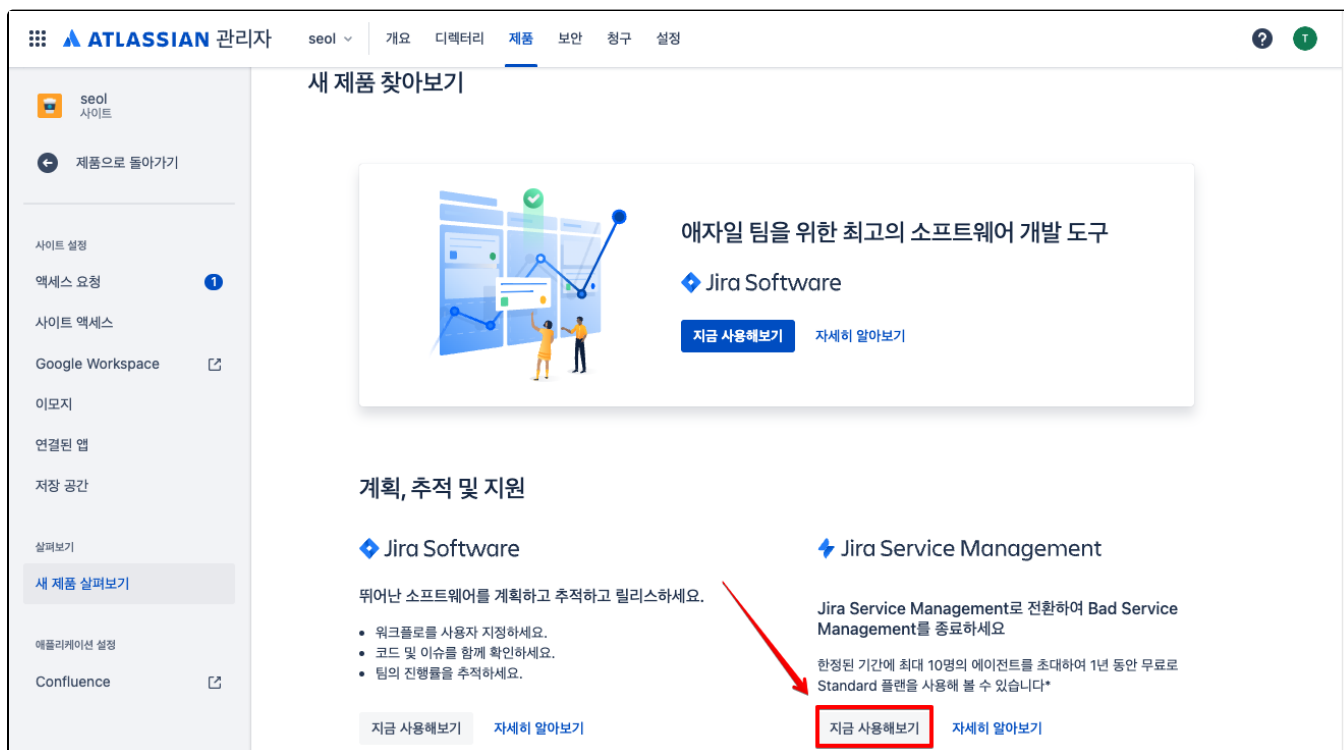 ATLASSIAN 관리자 seol 개요 디렉터리 제품 보안 청구 설정 ? T
seol
사이트
제품으로 돌아가기
사이트 설정
액세스 요청 1
사이트 액세스
Google Workspace
이모지
연결된 앱
저장 공간
살펴보기
새 제품 살펴보기
애플리케이션 설정
Confluence
새 제품 찾아보기
애자일 팀을 위한 최고의 소프트웨어 개발 도구
Jira Software
지금 사용해보기 자세히 알아보기
계획, 추적 및 지원
Jira Software
뛰어난 소프트웨어를 계획하고 추적하고 릴리스하세요.
• 워크플로를 사용자 지정하세요.
• 코드 및 이슈를 함께 확인하세요.
• 팀의 진행률을 추적하세요.
지금 사용해보기 자세히 알아보기
Jira Service Management
Jira Service Management로 전환하여 Bad Service
Management를 종료하세요
한정된 기간에 최대 10명의 에이전트를 초대하여 1년 동안 무료로
Standard 플랜을 사용해 볼 수 있습니다*
지금 사용해보기 자세히 알아보기